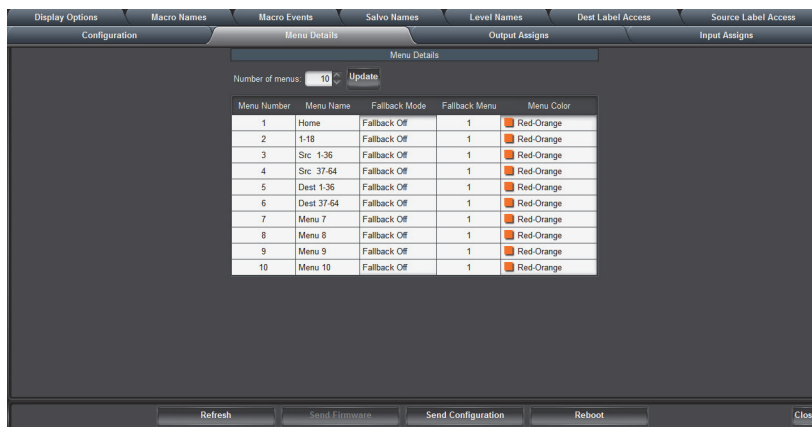 Display Options Macro Names Macro Events Salvo Names Level Names Dest Label Access Source Label Access
Configuration Menu Details Output Assigns Input Assigns
Menu Details
Number of menus: 10 Update
Menu Number Menu Name Fallback Mode Fallback Menu Menu Color
1 Home Fallback Off 1 Red-Orange
2 1-18 Fallback Off 1 Red-Orange
3 Src 1-36 Fallback Off 1 Red-Orange
4 Src 37-64 Fallback Off 1 Red-Orange
5 Dest 1-36 Fallback Off 1 Red-Orange
6 Dest 37-64 Fallback Off 1 Red-Orange
7 Menu 7 Fallback Off 1 Red-Orange
8 Menu 8 Fallback Off 1 Red-Orange
9 Menu 9 Fallback Off 1 Red-Orange
10 Menu 10 Fallback Off 1 Red-Orange
Refresh Send Firmware Send Configuration Reboot Clos